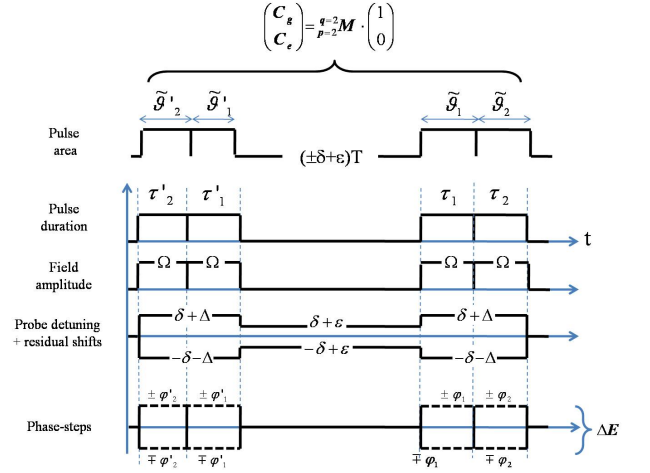 (C_g C_e) = ^{q=2}_{p=2}M · (1 0)
ϑ̃'₂ ϑ̃'₁ ϑ̃₁ ϑ̃₂
Pulse
area
(±δ+ε)T
τ'₂ τ'₁ τ₁ τ₂
Pulse
duration
t
Field
amplitude
Ω Ω Ω Ω
Probe detuning
+ residual shifts
δ+Δ δ+ε δ+Δ
−δ−Δ −δ+ε −δ−Δ
± φ'₂ ± φ'₁ ± φ₁ ± φ₂
Phase-steps
ΔE
∓ φ'₂ ∓ φ'₁ ∓ φ₁ ∓ φ₂